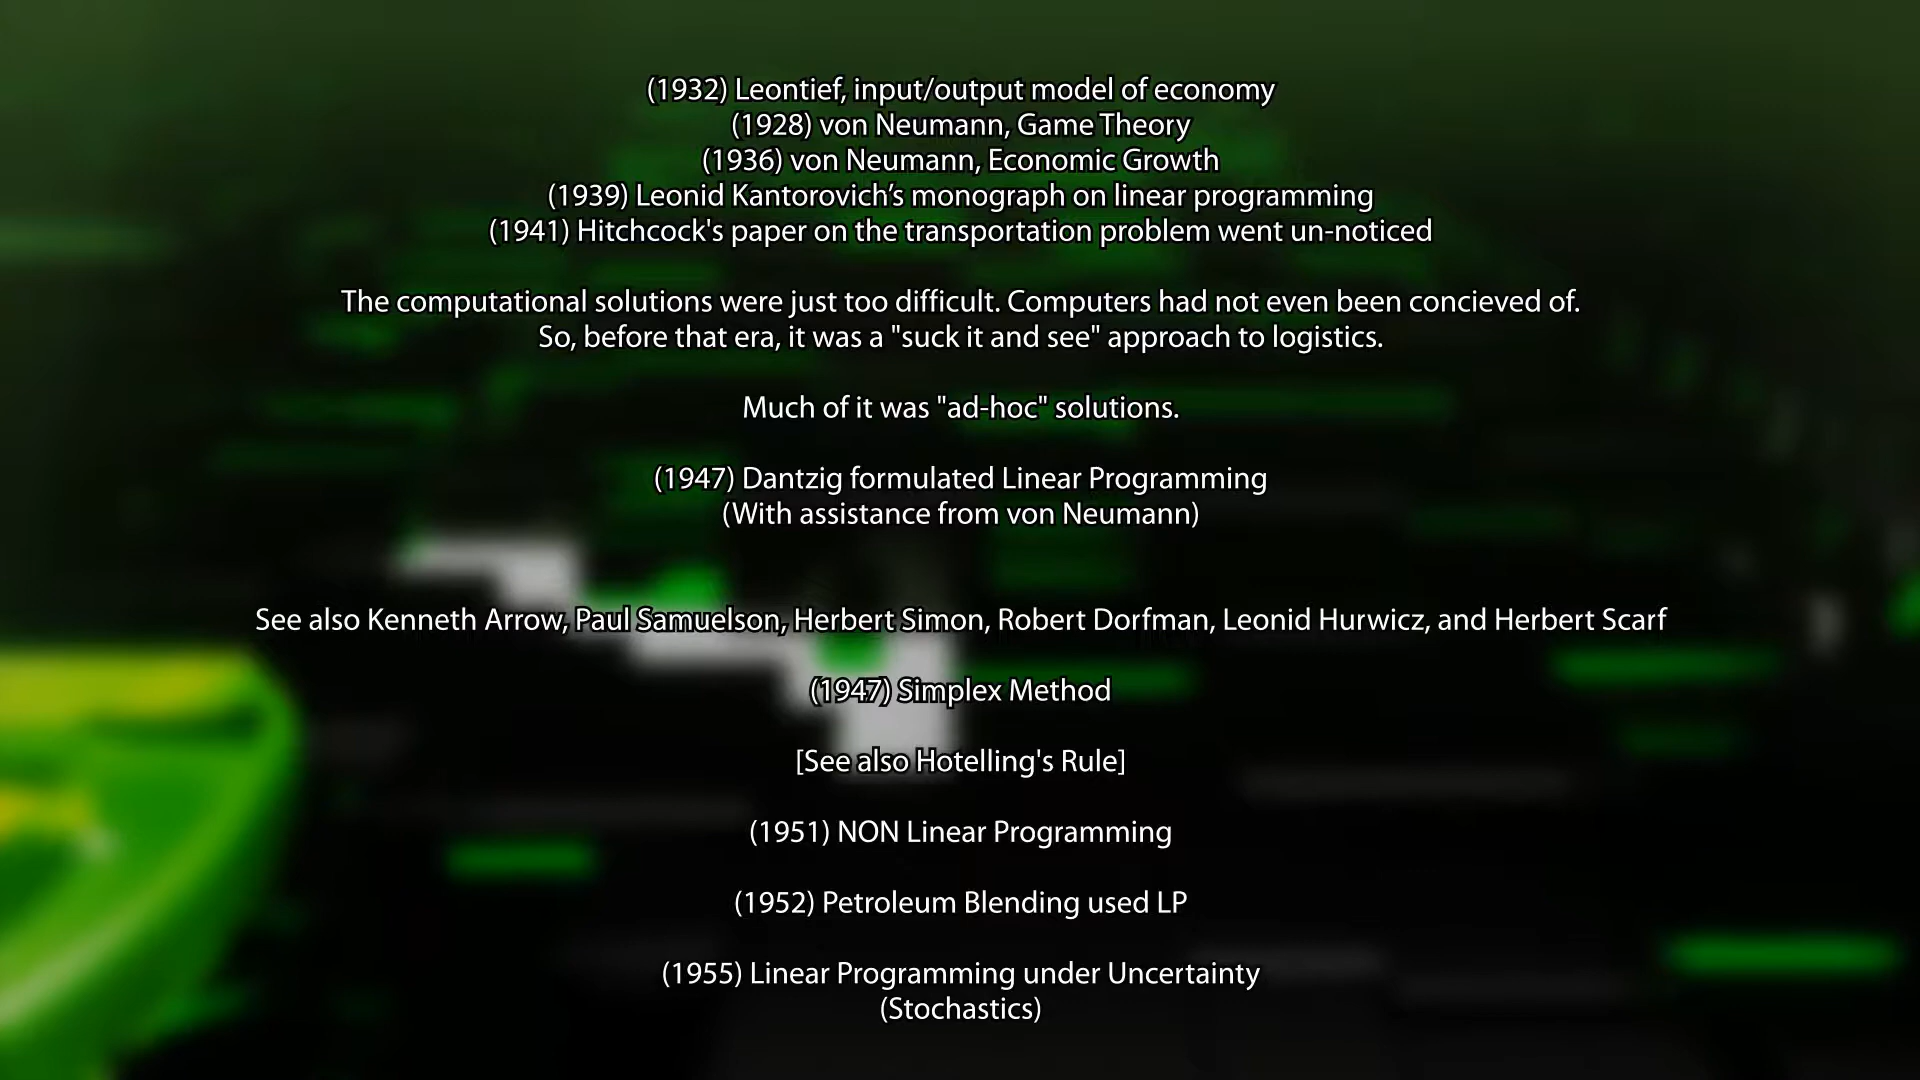 (1932) Leontief, input/output model of economy
(1928) von Neumann, Game Theory
(1936) von Neumann, Economic Growth
(1939) Leonid Kantorovich’s monograph on linear programming
(1941) Hitchcock's paper on the transportation problem went un-noticed
The computational solutions were just too difficult. Computers had not even been concieved of.
So, before that era, it was a "suck it and see" approach to logistics.
Much of it was "ad-hoc" solutions.
(1947) Dantzig formulated Linear Programming
(With assistance from von Neumann)
See also Kenneth Arrow, Paul Samuelson, Herbert Simon, Robert Dorfman, Leonid Hurwicz, and Herbert Scarf
(1947) Simplex Method
[See also Hotelling's Rule]
(1951) NON Linear Programming
(1952) Petroleum Blending used LP
(1955) Linear Programming under Uncertainty
(Stochastics)